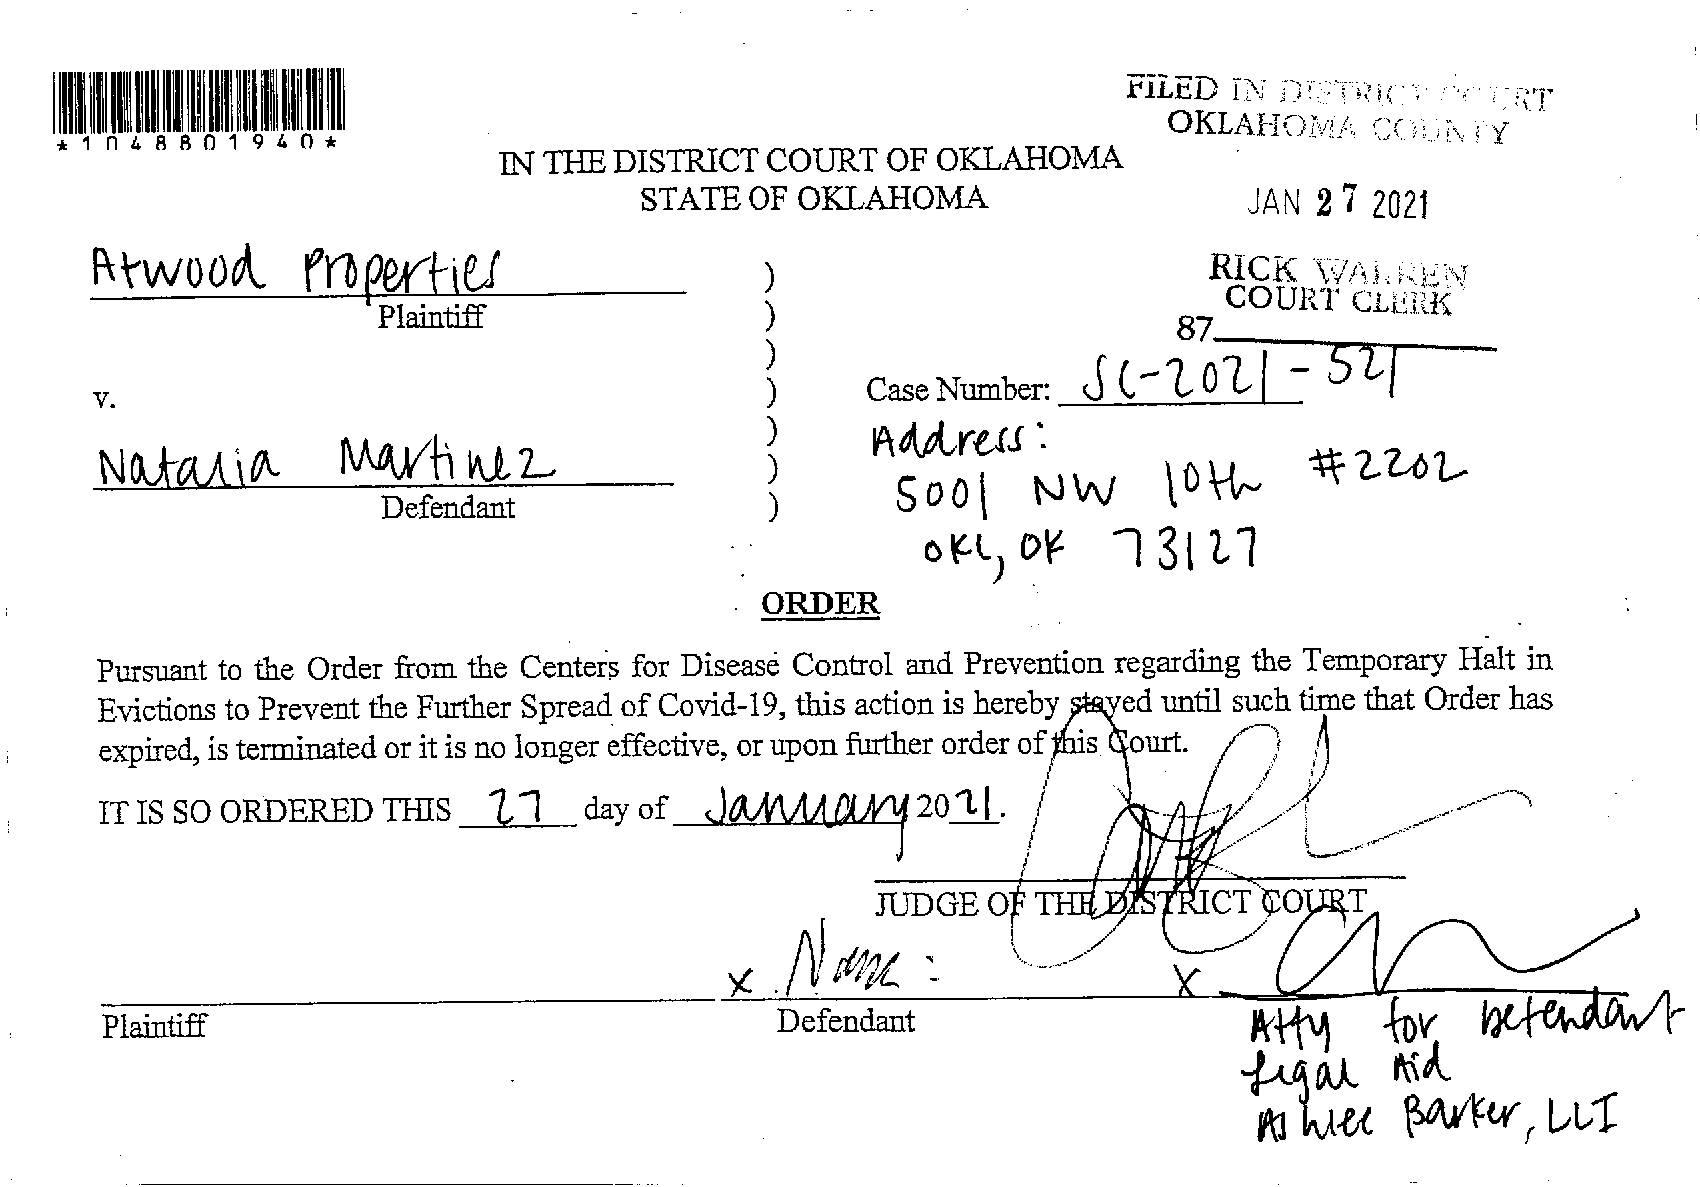 *1048801940*
FILED IN DISTRICT COURT
OKLAHOMA COUNTY
IN THE DISTRICT COURT OF OKLAHOMA
STATE OF OKLAHOMA
JAN 27 2021
RICK WARREN
COURT CLERK
87
Atwood Properties
Plaintiff
)
)
)
)
)
)
)
v.
Case Number: SC-2021-521
Address:
5001 NW 10th #2202
OKC, OK 73127
Natalia Martinez
Defendant
ORDER
Pursuant to the Order from the Centers for Disease Control and Prevention regarding the Temporary Halt in
Evictions to Prevent the Further Spread of Covid-19, this action is hereby stayed until such time that Order has
expired, is terminated or it is no longer effective, or upon further order of this Court.
IT IS SO ORDERED THIS 27 day of January 2021.
JUDGE OF THE DISTRICT COURT
x x
Plaintiff
Defendant
Atty for Defendant
Legal Aid
Ashlee Barker, LLI